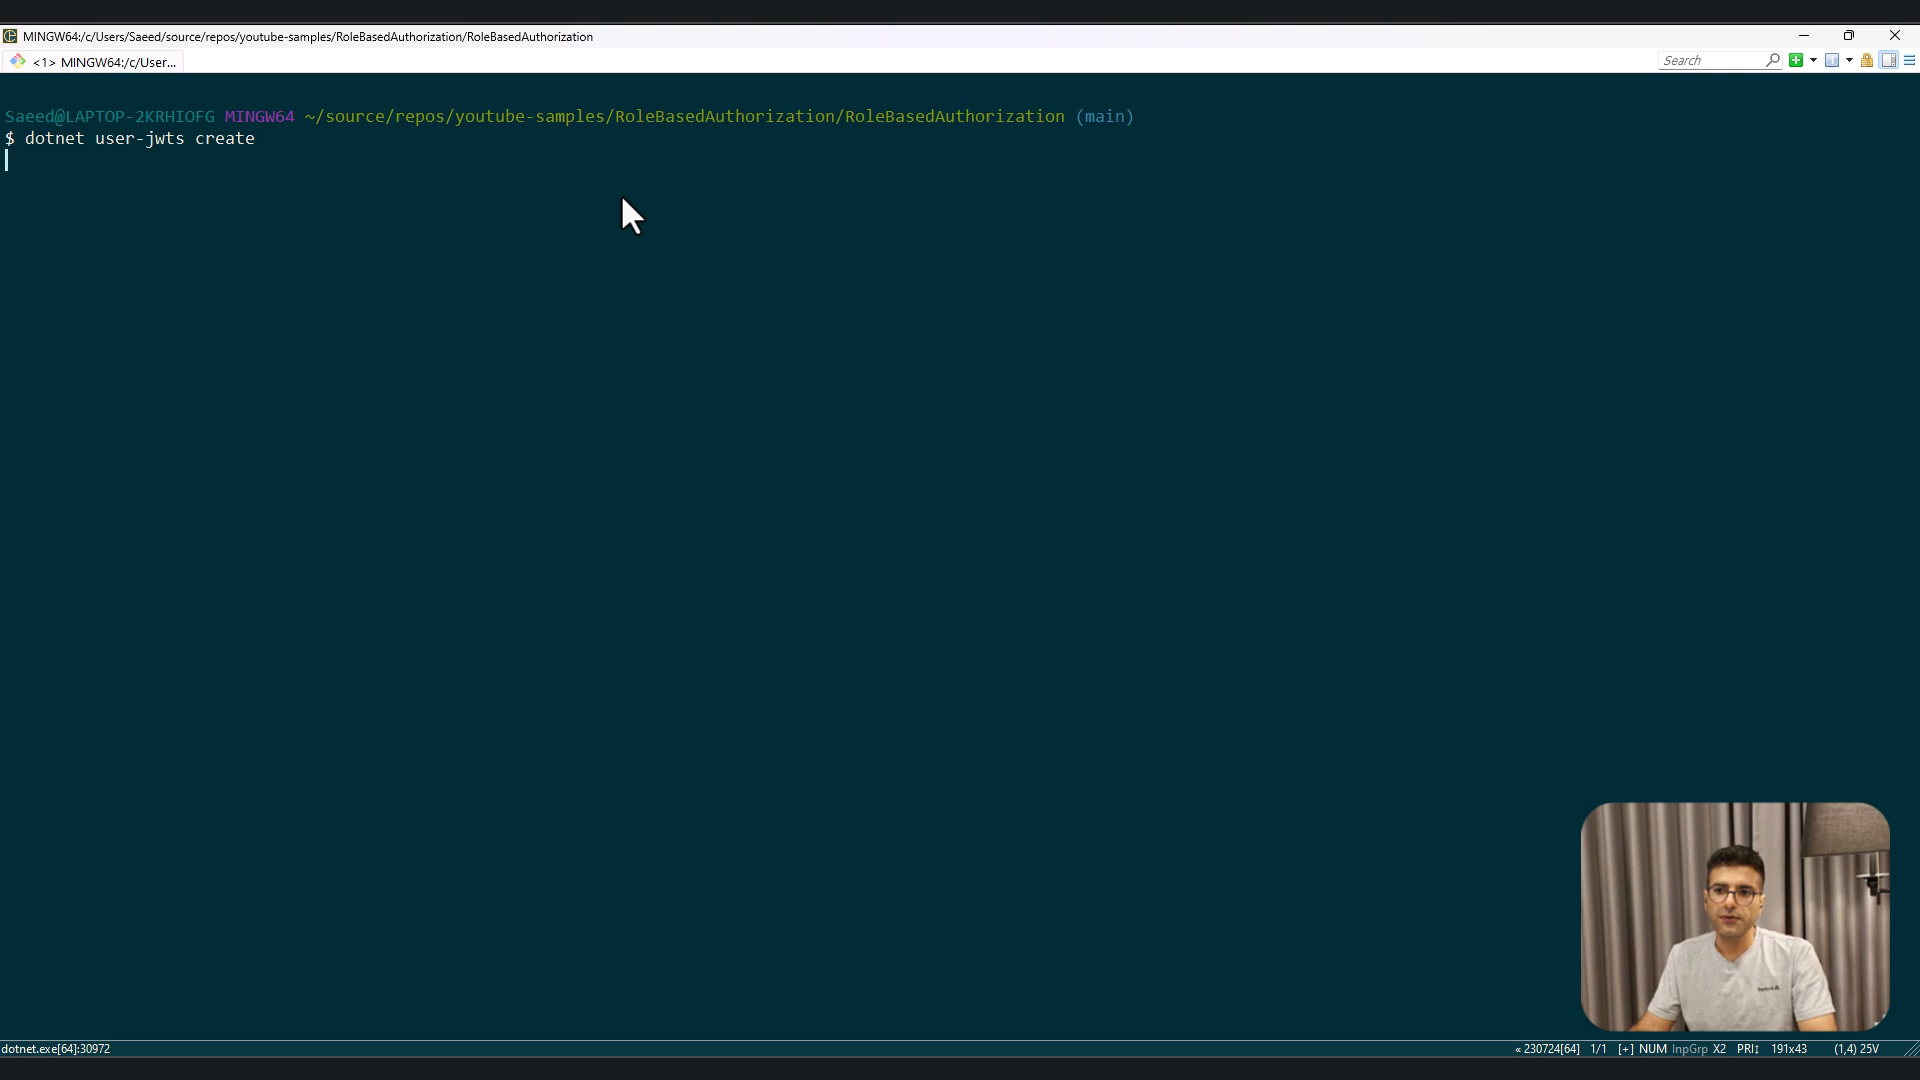 MINGW64:/c/Users/Saeed/source/repos/youtube-samples/RoleBasedAuthorization/RoleBasedAuthorization
<1> MINGW64:/c/User...
Search
Saeed@LAPTOP-2KRHIOFG MINGW64 ~/source/repos/youtube-samples/RoleBasedAuthorization/RoleBasedAuthorization (main)
$ dotnet user-jwts create
dotnet.exe[64]:30972
« 230724[64] 1/1 [+] NUM InpGrp X2 PRI↕ 191x43 (1,4) 25V